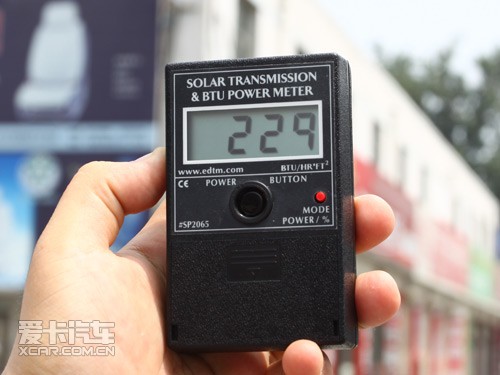 SOLAR TRANSMISSION
& BTU POWER METER
229
www.edtm.com BTU/HR*FT²
CE POWER BUTTON
MODE
#SP2065 POWER/%
爱卡汽车
XCAR.COM.CN